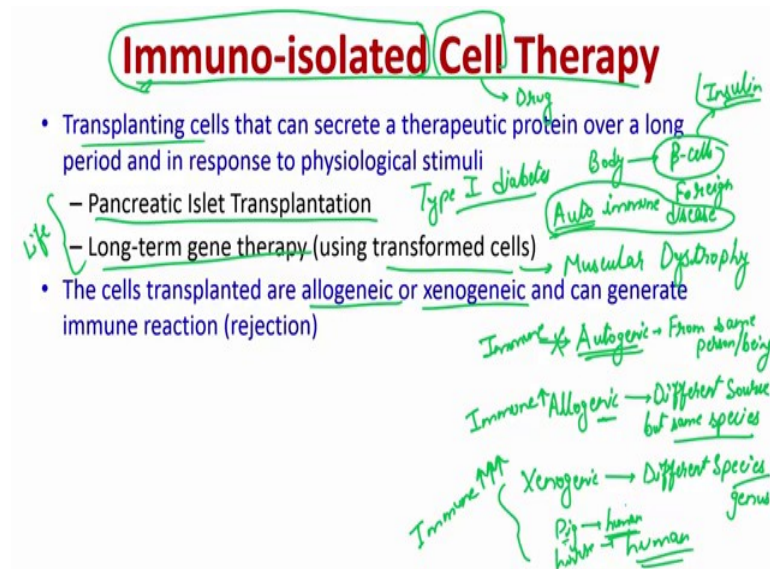 Immuno-isolated Cell Therapy
Drug
Insulin
• Transplanting cells that can secrete a therapeutic protein over a long
period and in response to physiological stimuli
Body → β-cells
Foreign
– Pancreatic Islet Transplantation
Type I diabetes
Auto immune disease
Life
– Long-term gene therapy (using transformed cells)
→ Muscular Dystrophy
• The cells transplanted are allogeneic or xenogeneic and can generate
immune reaction (rejection)
Immune × Autogenic → From same
person/being
Immune ↑ Allogenic → Different Source
but same species
Immune ↑↑↑ Xenogenic → Different Species
genus
Pig → human
→ human